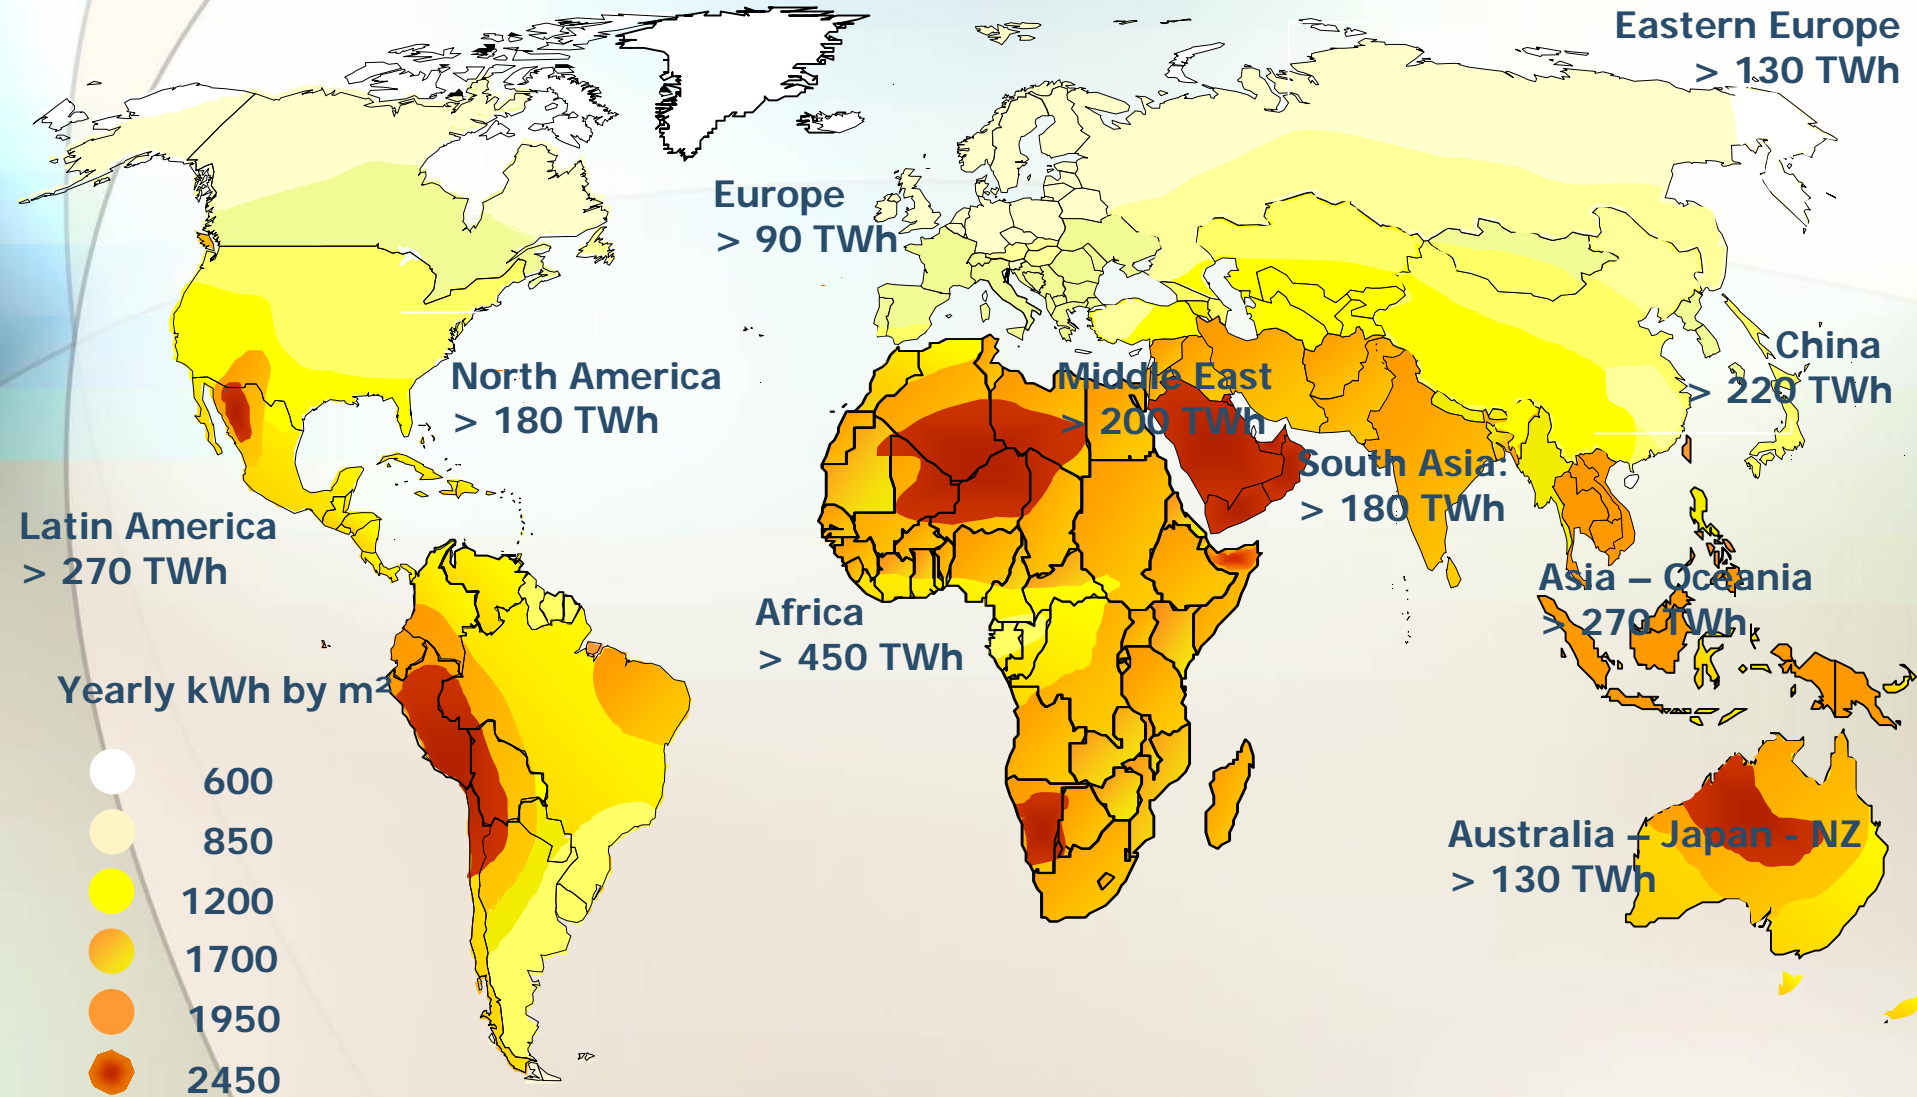 Eastern Europe
> 130 TWh
Europe
> 90 TWh
China
> 220 TWh
North America
> 180 TWh
Middle East
> 200 TWh
South Asia:
> 180 TWh
Latin America
> 270 TWh
Asia – Oceania
> 270 TWh
Africa
> 450 TWh
Yearly kWh by m²
600
850
1200
1700
1950
2450
Australia – Japan - NZ
> 130 TWh